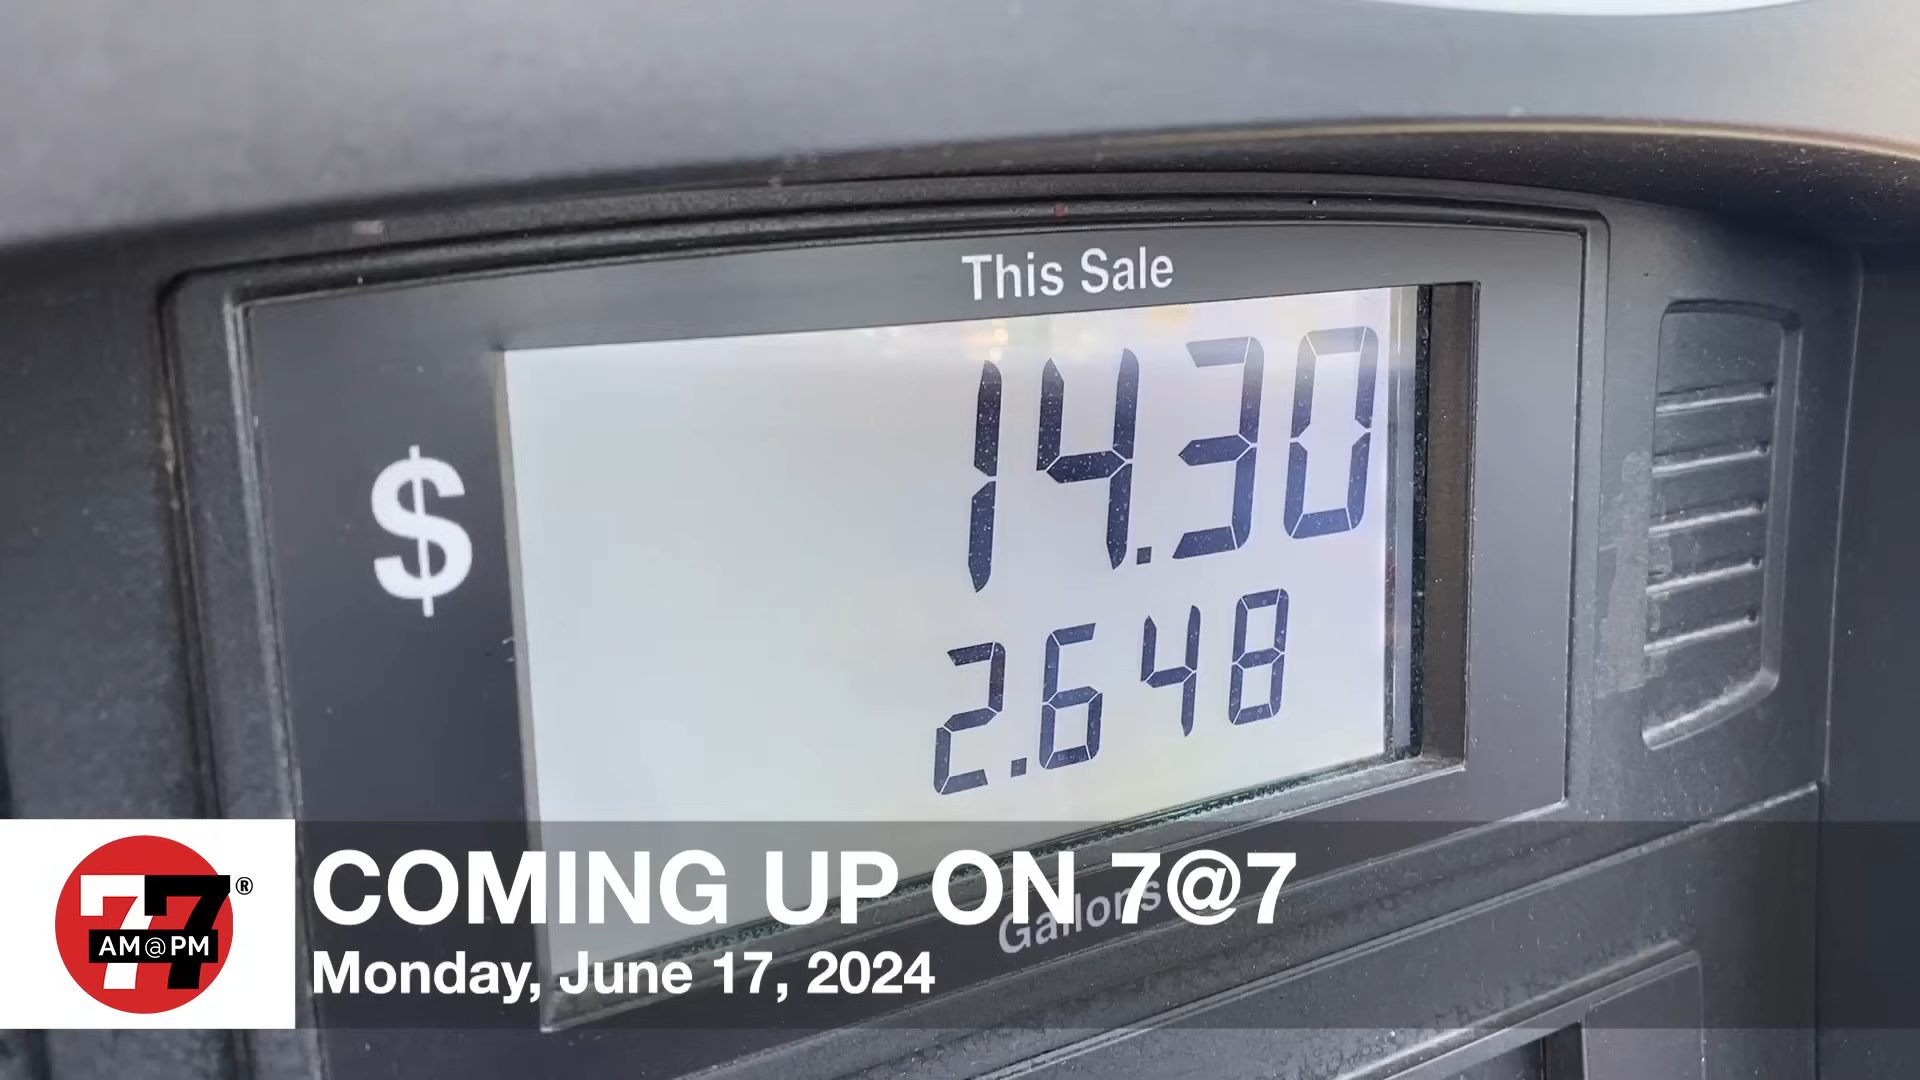 This Sale
$
14.30
2.648
Gallons
77®
AM@PM
COMING UP ON 7@7
Monday, June 17, 2024